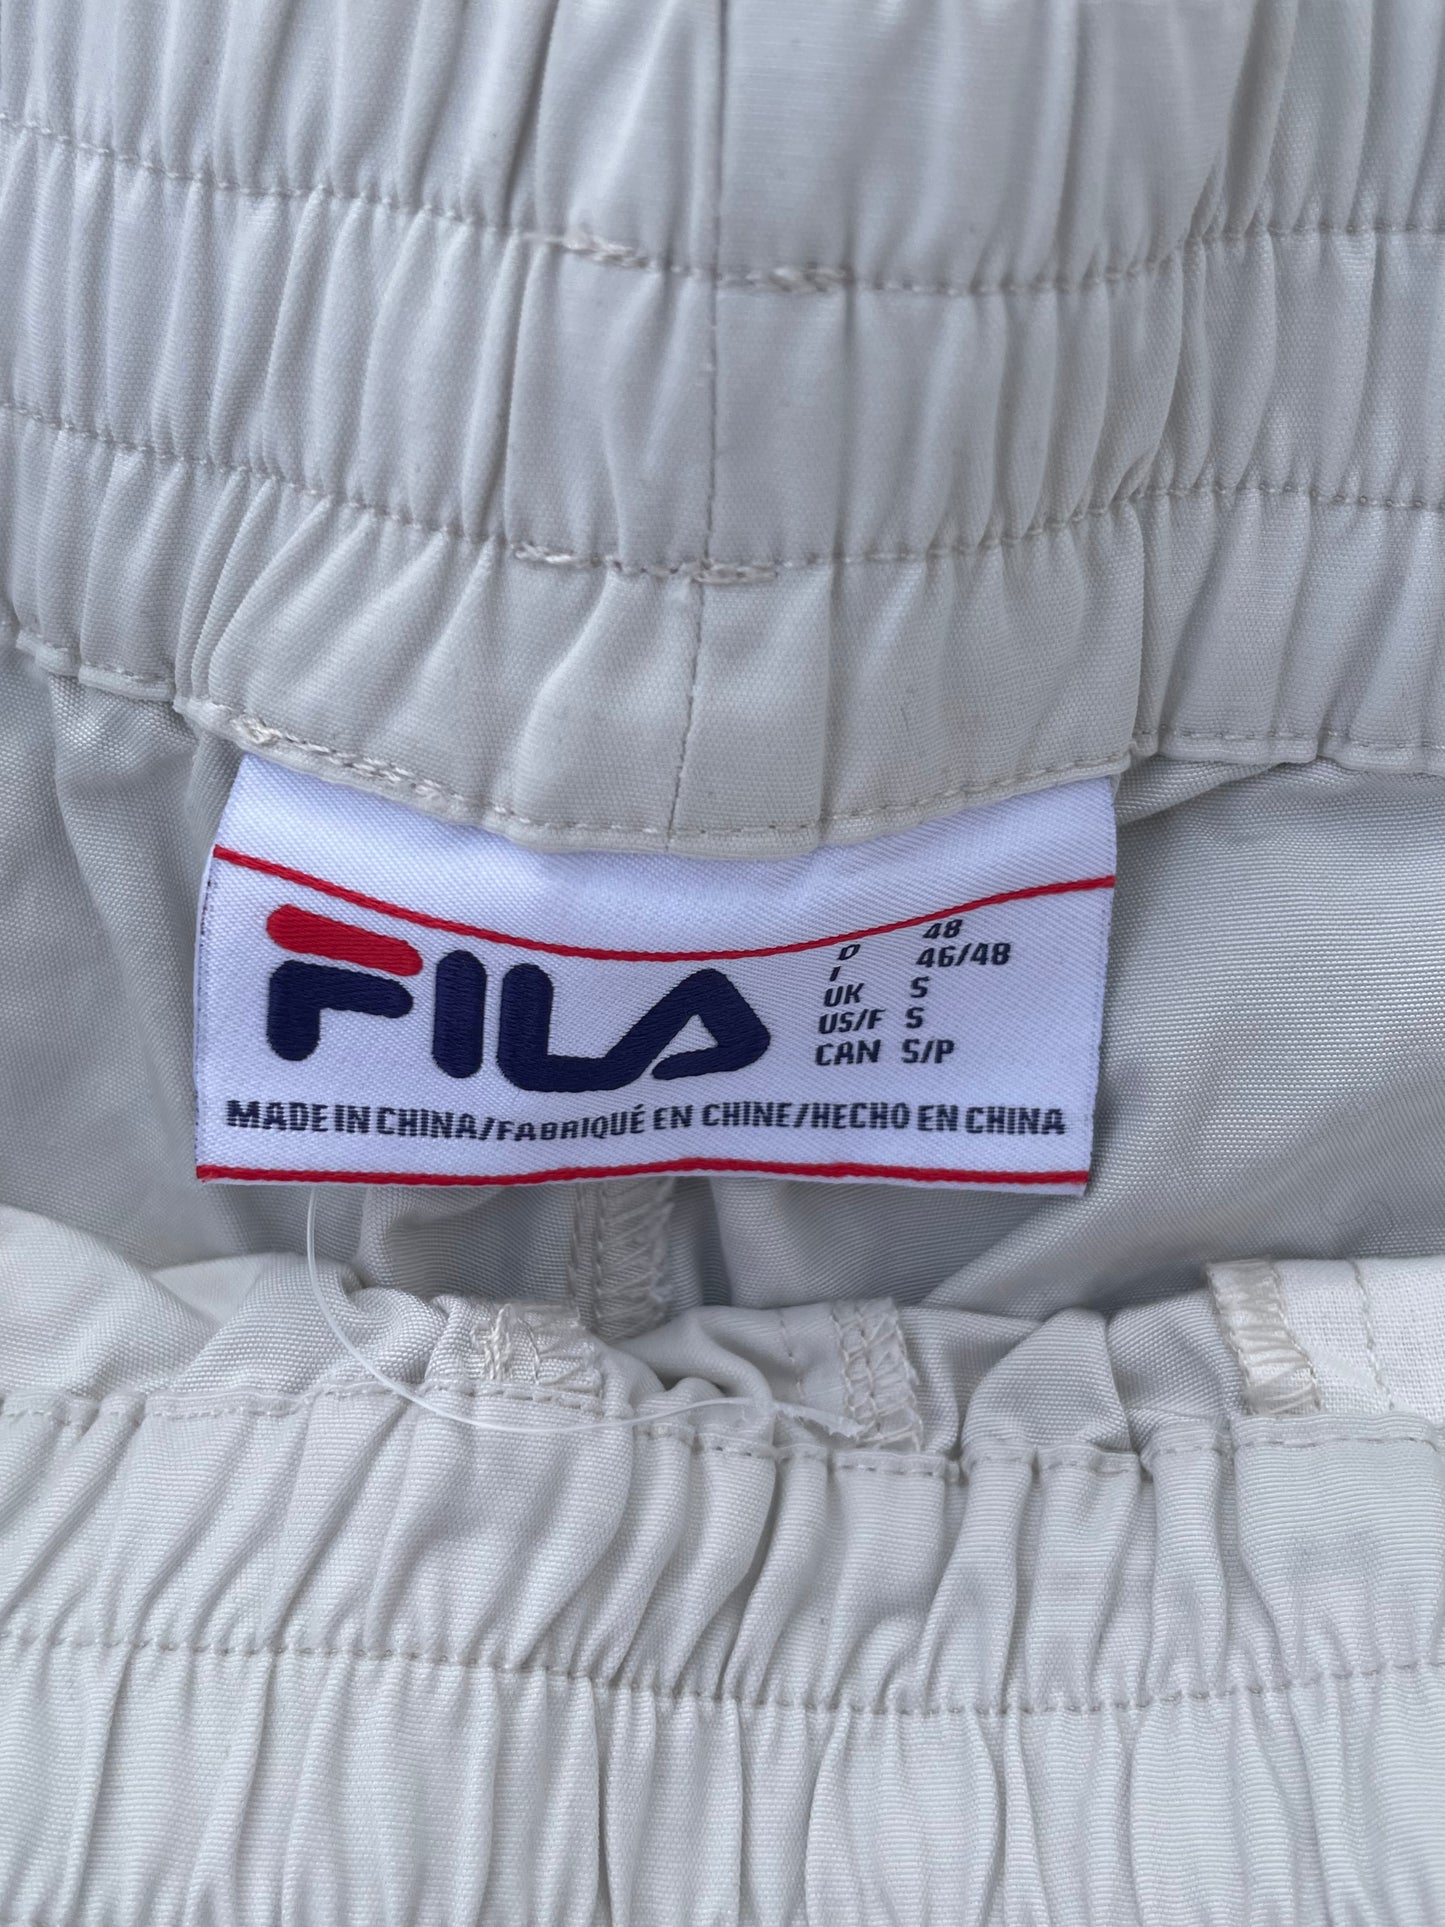 FILA
D 48
I 46/48
UK S
US/F S
CAN S/P
MADE IN CHINA/FABRIQUÉ EN CHINE/HECHO EN CHINA